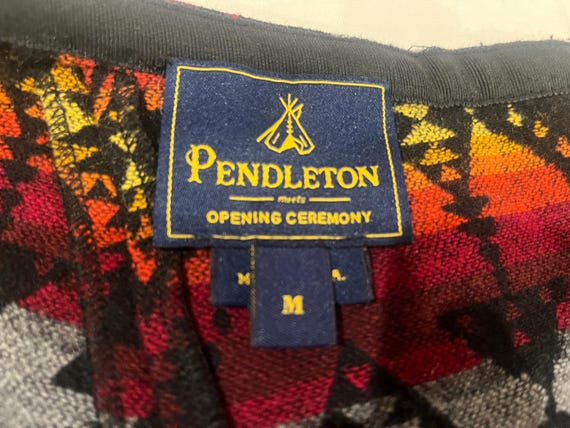 PENDLETON
meets
OPENING CEREMONY
M A.
M